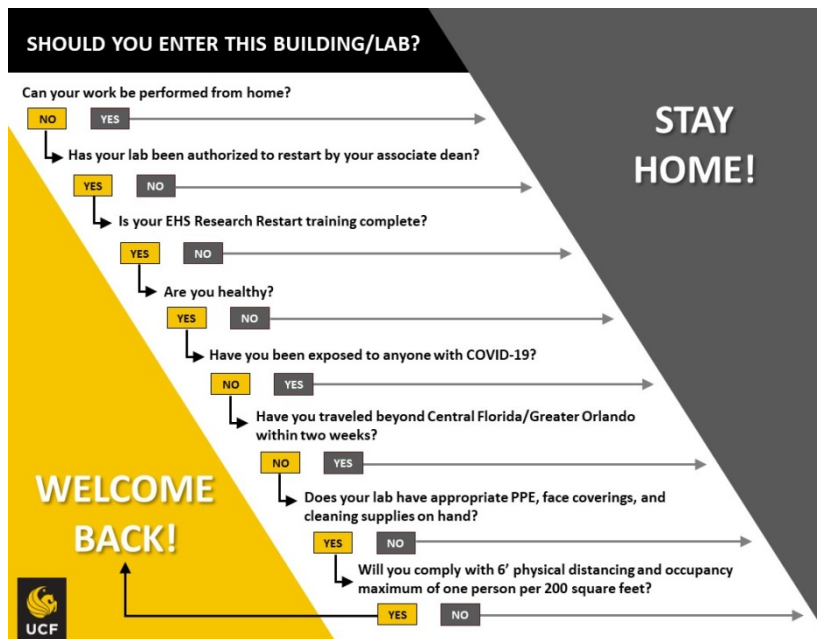 SHOULD YOU ENTER THIS BUILDING/LAB?
STAY
HOME!
Can your work be performed from home?
NO YES
Has your lab been authorized to restart by your associate dean?
YES NO
Is your EHS Research Restart training complete?
YES NO
Are you healthy?
YES NO
Have you been exposed to anyone with COVID-19?
NO YES
Have you traveled beyond Central Florida/Greater Orlando
within two weeks?
NO YES
Does your lab have appropriate PPE, face coverings, and
cleaning supplies on hand?
YES NO
Will you comply with 6’ physical distancing and occupancy
maximum of one person per 200 square feet?
YES NO
WELCOME
BACK!
UCF